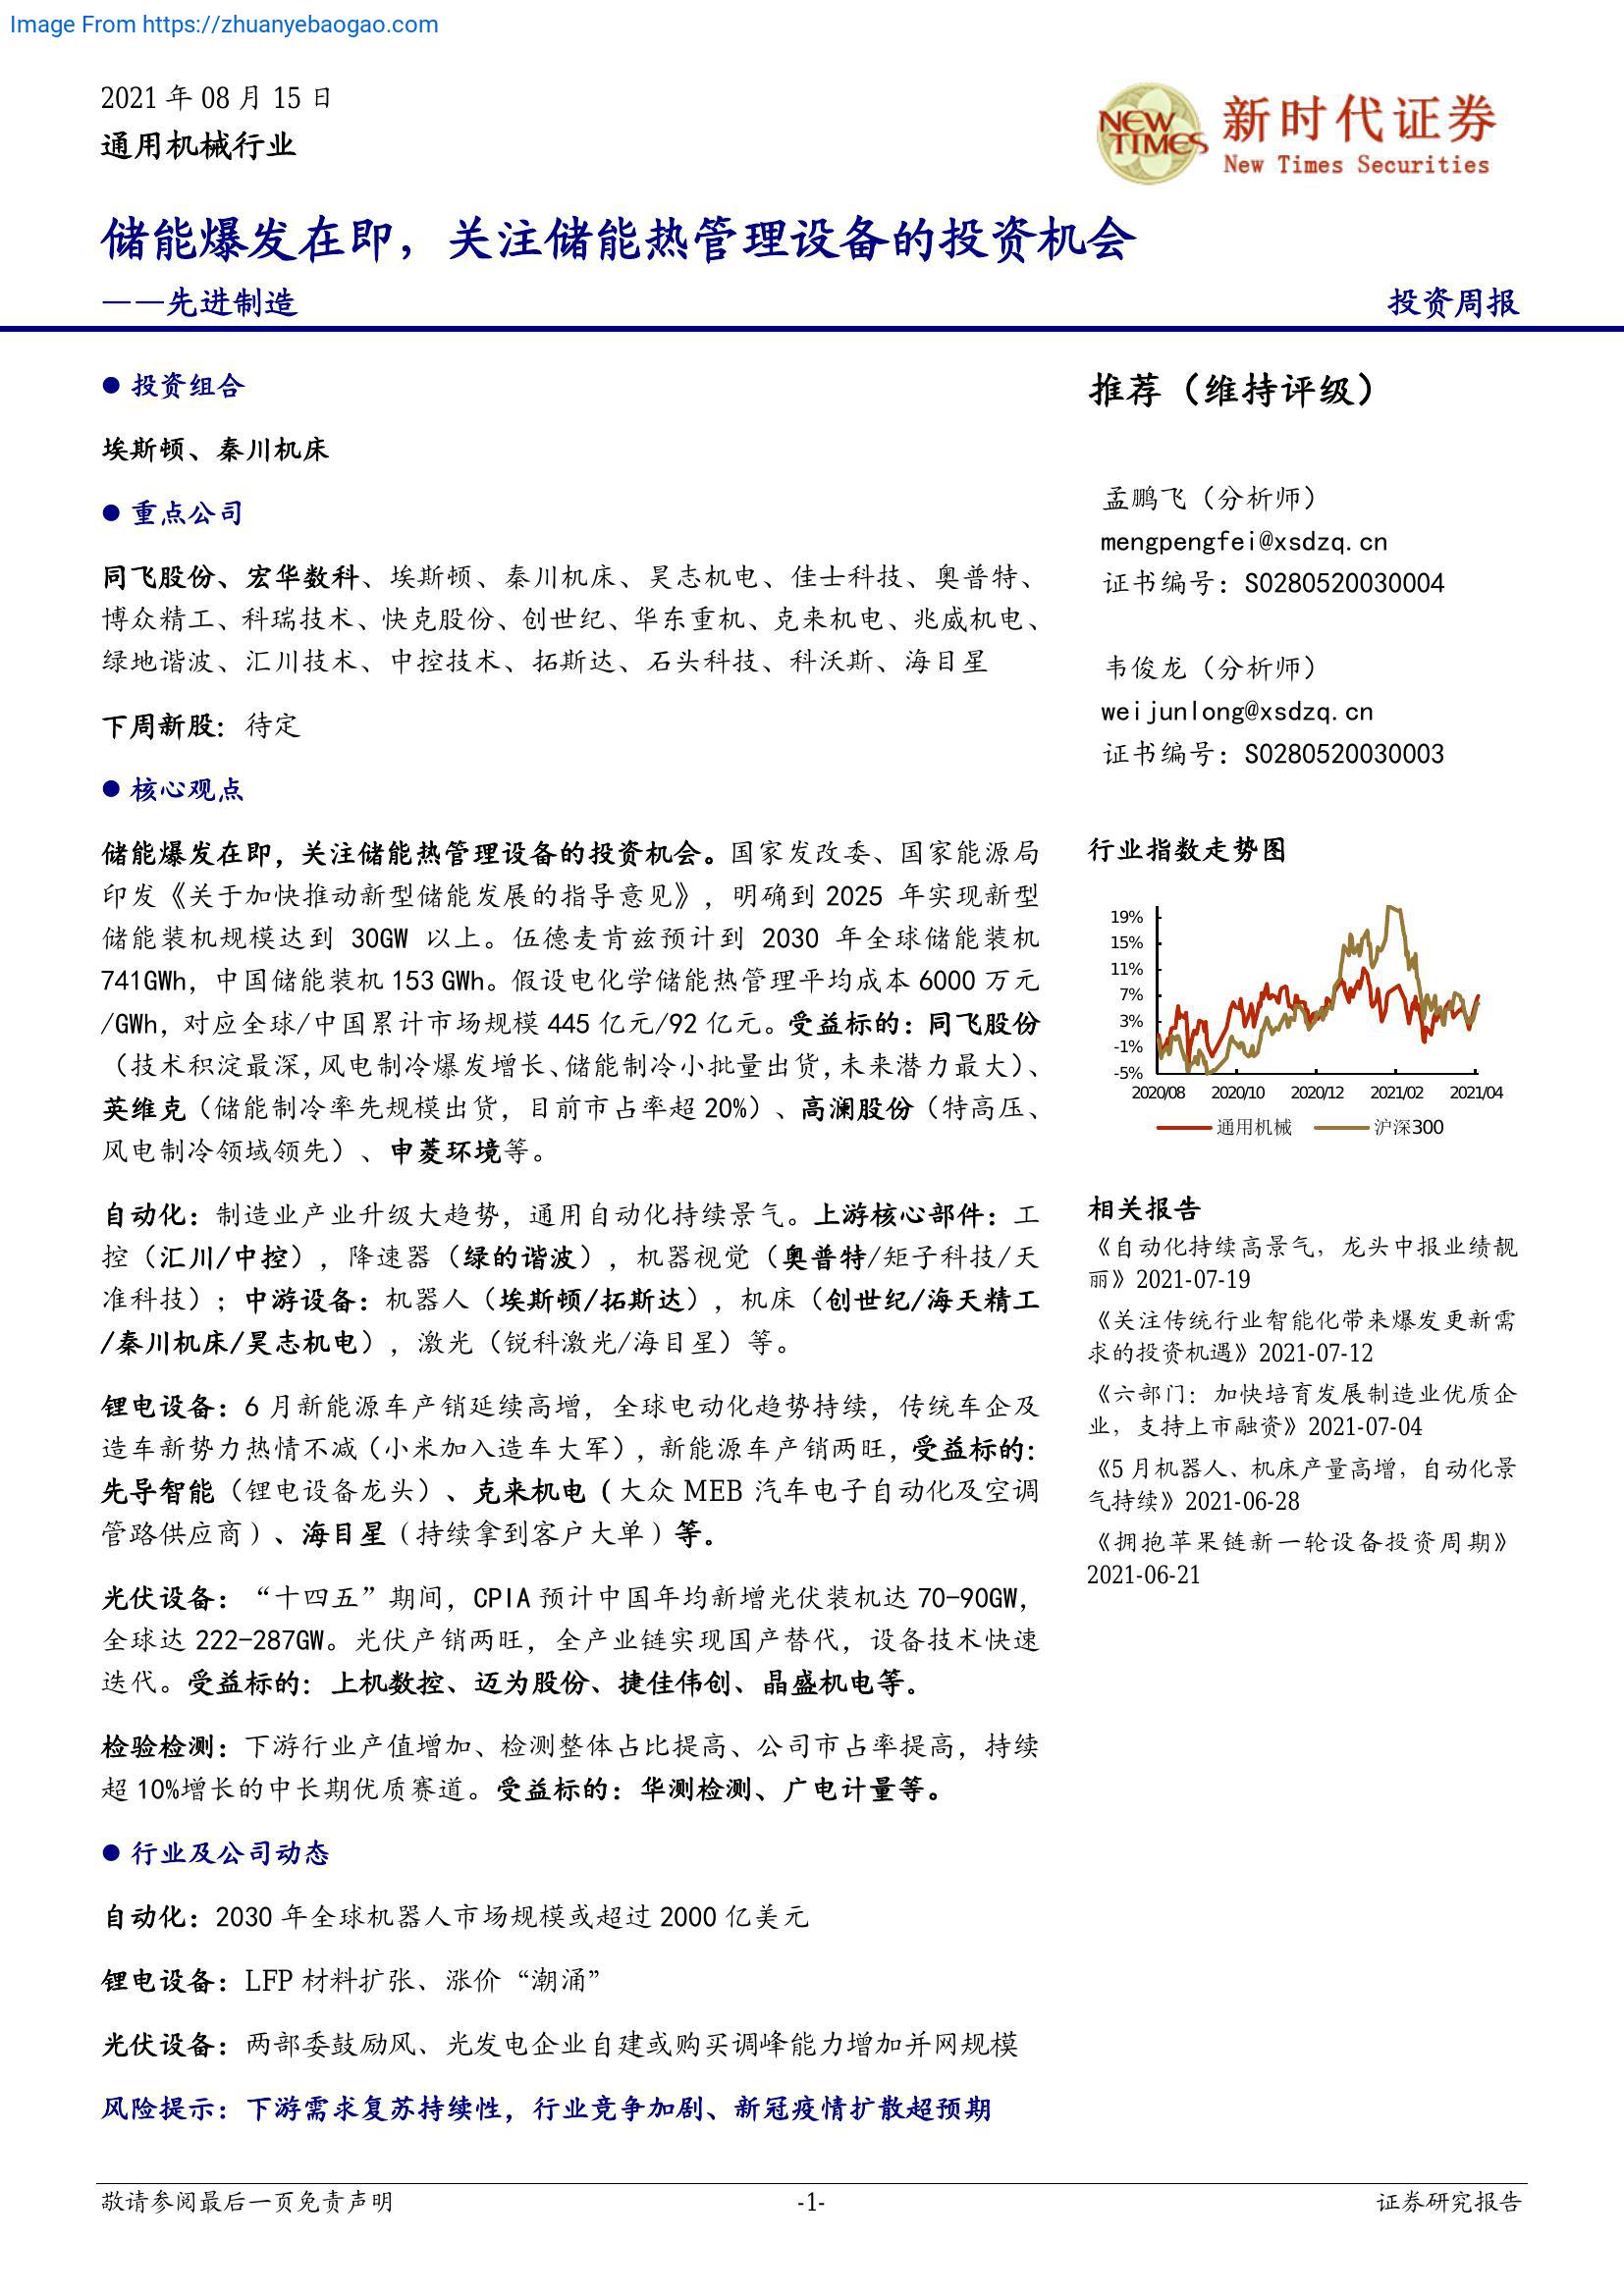 Image From https://zhuanyebaogao.com
2021 年 08 月 15 日
通用机械行业
NEW TIMES
新时代证券
New Times Securities
储能爆发在即，关注储能热管理设备的投资机会
——先进制造
投资周报
● 投资组合
埃斯顿、秦川机床
● 重点公司
同飞股份、宏华数科、埃斯顿、秦川机床、昊志机电、佳士科技、奥普特、
博众精工、科瑞技术、快克股份、创世纪、华东重机、克来机电、兆威机电、
绿地谐波、汇川技术、中控技术、拓斯达、石头科技、科沃斯、海目星
下周新股：待定
● 核心观点
储能爆发在即，关注储能热管理设备的投资机会。国家发改委、国家能源局
印发《关于加快推动新型储能发展的指导意见》，明确到 2025 年实现新型
储能装机规模达到 30GW 以上。伍德麦肯兹预计到 2030 年全球储能装机
741GWh，中国储能装机 153 GWh。假设电化学储能热管理平均成本 6000 万元
/GWh，对应全球/中国累计市场规模 445 亿元/92 亿元。受益标的：同飞股份
（技术积淀最深，风电制冷爆发增长、储能制冷小批量出货，未来潜力最大）、
英维克（储能制冷率先规模出货，目前市占率超 20%）、高澜股份（特高压、
风电制冷领域领先）、申菱环境等。
自动化：制造业产业升级大趋势，通用自动化持续景气。上游核心部件：工
控（汇川/中控），降速器（绿的谐波），机器视觉（奥普特/矩子科技/天
准科技）；中游设备：机器人（埃斯顿/拓斯达），机床（创世纪/海天精工
/秦川机床/昊志机电），激光（锐科激光/海目星）等。
锂电设备：6 月新能源车产销延续高增，全球电动化趋势持续，传统车企及
造车新势力热情不减（小米加入造车大军），新能源车产销两旺，受益标的：
先导智能（锂电设备龙头）、克来机电（大众 MEB 汽车电子自动化及空调
管路供应商）、海目星（持续拿到客户大单）等。
光伏设备：“十四五”期间，CPIA 预计中国年均新增光伏装机达 70-90GW，
全球达 222-287GW。光伏产销两旺，全产业链实现国产替代，设备技术快速
迭代。受益标的：上机数控、迈为股份、捷佳伟创、晶盛机电等。
检验检测：下游行业产值增加、检测整体占比提高、公司市占率提高，持续
超 10%增长的中长期优质赛道。受益标的：华测检测、广电计量等。
● 行业及公司动态
自动化：2030 年全球机器人市场规模或超过 2000 亿美元
锂电设备：LFP 材料扩张、涨价“潮涌”
光伏设备：两部委鼓励风、光发电企业自建或购买调峰能力增加并网规模
风险提示：下游需求复苏持续性，行业竞争加剧、新冠疫情扩散超预期
推荐（维持评级）
孟鹏飞（分析师）
mengpengfei@xsdzq.cn
证书编号：S0280520030004
韦俊龙（分析师）
weijunlong@xsdzq.cn
证书编号：S0280520030003
行业指数走势图
19%
15%
11%
7%
3%
-1%
-5%
2020/08 2020/10 2020/12 2021/02 2021/04
通用机械 沪深300
相关报告
《自动化持续高景气，龙头中报业绩靓
丽》2021-07-19
《关注传统行业智能化带来爆发更新需
求的投资机遇》2021-07-12
《六部门：加快培育发展制造业优质企
业，支持上市融资》2021-07-04
《5 月机器人、机床产量高增，自动化景
气持续》2021-06-28
《拥抱苹果链新一轮设备投资周期》
2021-06-21
敬请参阅最后一页免责声明
-1-
证券研究报告